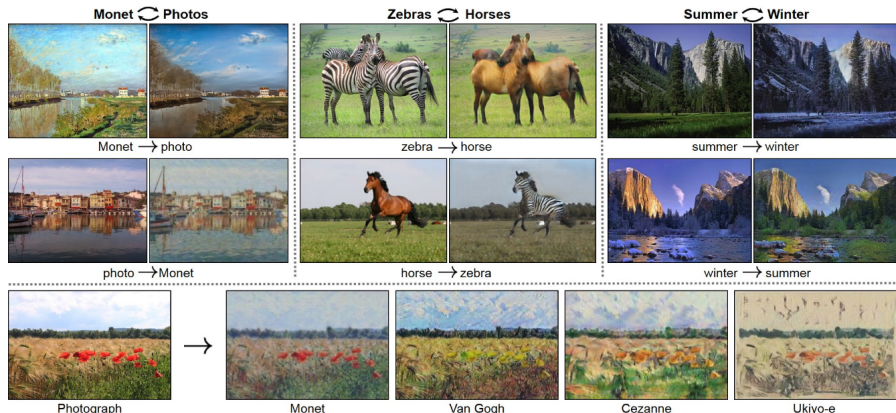 Monet Photos
Zebras Horses
Summer Winter
Monet → photo
zebra → horse
summer → winter
photo → Monet
horse → zebra
winter → summer
Photograph
Monet
Van Gogh
Cezanne
Ukiyo-e